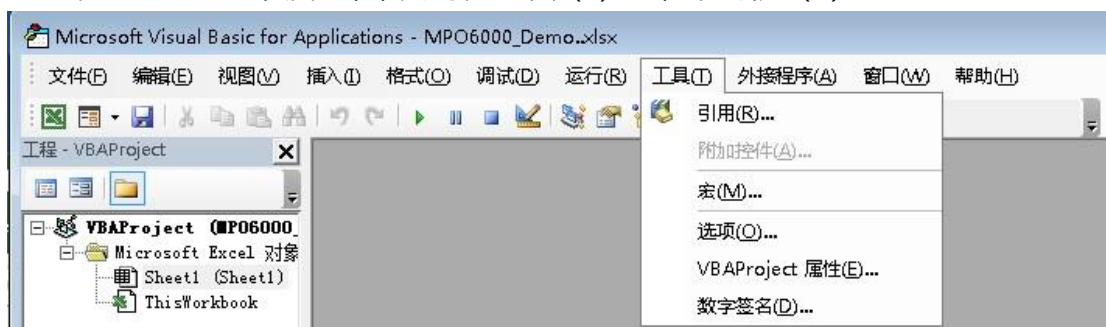 Microsoft Visual Basic for Applications - MPO6000_Demo..xlsx
文件(F) 编辑(E) 视图(V) 插入(I) 格式(O) 调试(D) 运行(R) 工具(T) 外接程序(A) 窗口(W) 帮助(H)
引用(R)...
工程 - VBAProject
附加控件(A)...
宏(M)...
选项(O)...
VBAProject (MPO6000_
Microsoft Excel 对象
VBAProject 属性(E)...
Sheet1 (Sheet1)
ThisWorkbook
数字签名(D)...